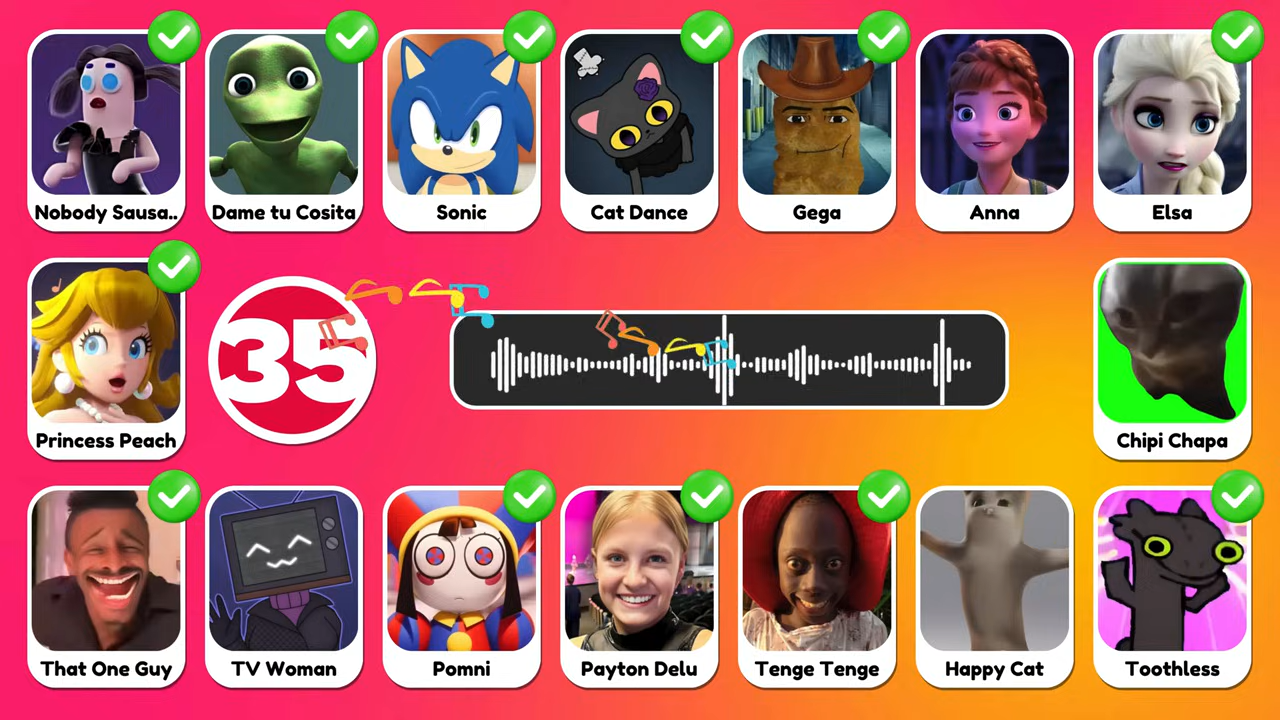 Nobody Sausa..
Dame tu Cosita
Sonic
Cat Dance
Gega
Anna
Elsa
Princess Peach
35
Chipi Chapa
That One Guy
TV Woman
Pomni
Payton Delu
Tenge Tenge
Happy Cat
Toothless